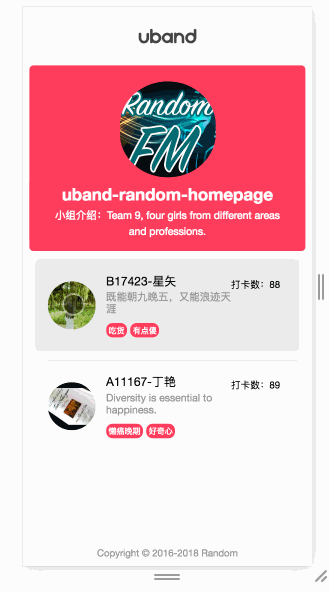 uband
Random
FM
uband-random-homepage
小组介绍：Team 9, four girls from different areas
and professions.
B17423-星矢
打卡数：88
既能朝九晚五，又能浪迹天
涯
吃货 有点傻
A11167-丁艳
打卡数：89
Diversity is essential to
happiness.
懒癌晚期 好奇心
Copyright © 2016-2018 Random